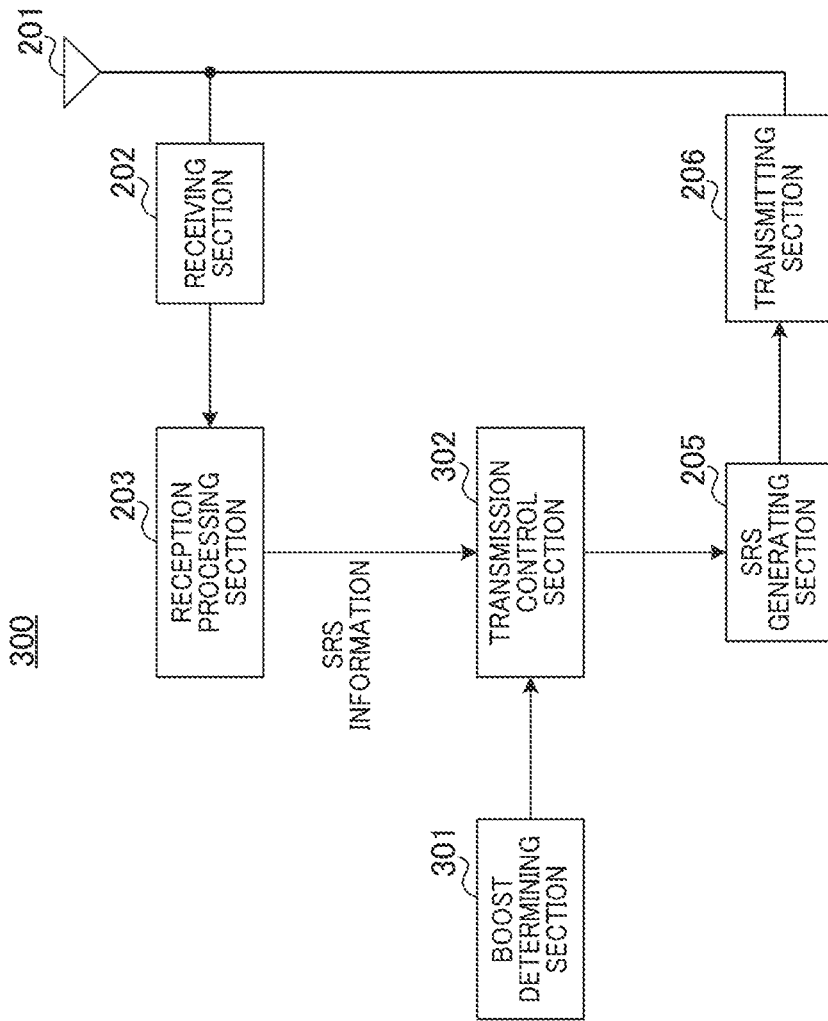 300
201
202
RECEIVING
SECTION
203
RECEPTION
PROCESSING
SECTION
SRS
INFORMATION
301
BOOST
DETERMINING
SECTION
302
TRANSMISSION
CONTROL
SECTION
205
SRS
GENERATING
SECTION
206
TRANSMITTING
SECTION